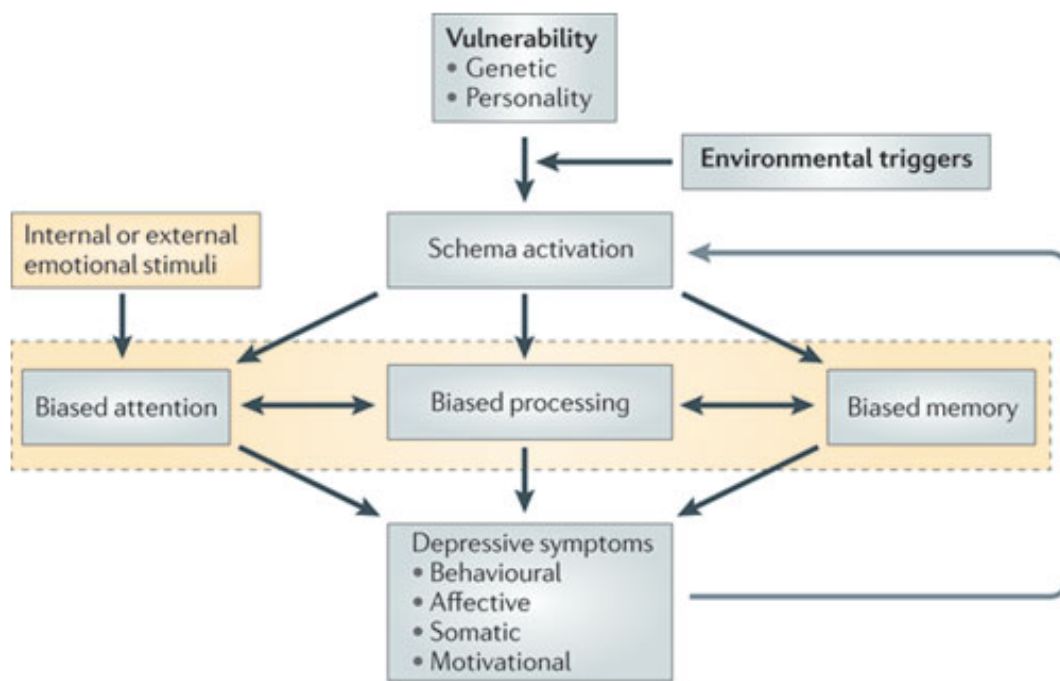 Vulnerability
• Genetic
• Personality
Environmental triggers
Internal or external
emotional stimuli
Schema activation
Biased attention
Biased processing
Biased memory
Depressive symptoms
• Behavioural
• Affective
• Somatic
• Motivational